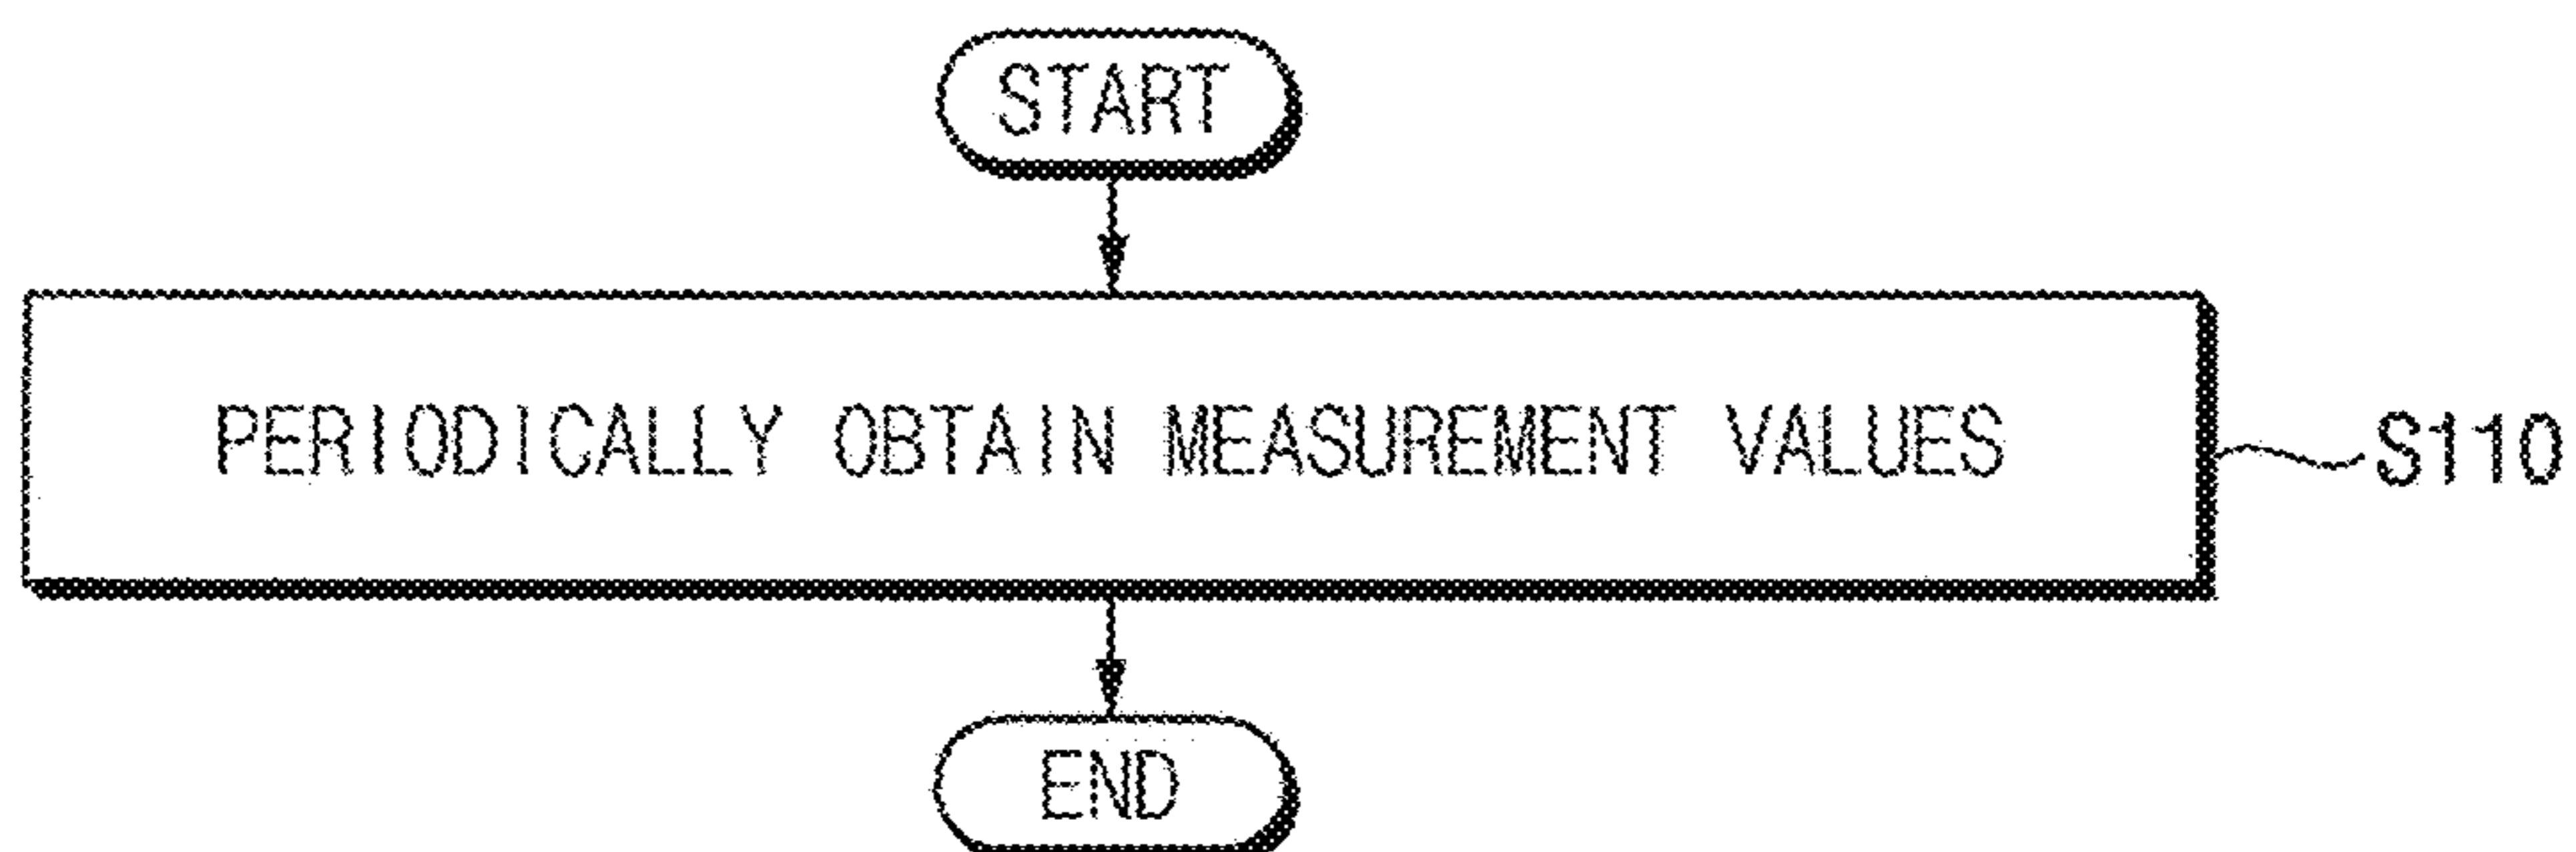 START
PERIODICALLY OBTAIN MEASUREMENT VALUES
S110
END